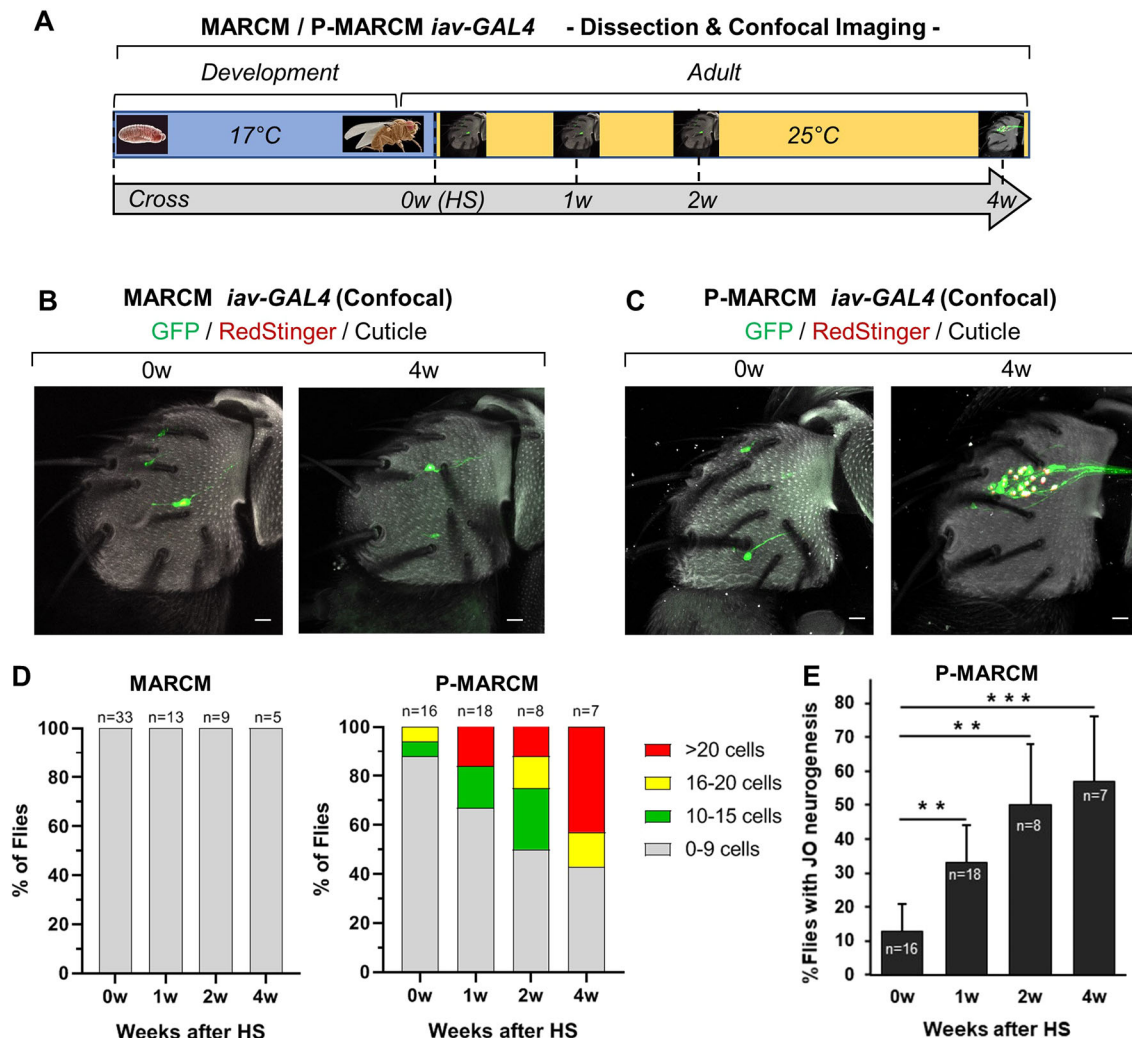 A
MARCM / P-MARCM iav-GAL4 - Dissection & Confocal Imaging -
Development
Adult
17°C
25°C
Cross
0w (HS)
1w
2w
4w
B
MARCM iav-GAL4 (Confocal)
GFP / RedStinger / Cuticle
0w
4w
C
P-MARCM iav-GAL4 (Confocal)
GFP / RedStinger / Cuticle
0w
4w
D
MARCM
n=33 n=13 n=9 n=5
% of Flies
100
80
60
40
20
0
0w 1w 2w 4w
Weeks after HS
P-MARCM
n=16 n=18 n=8 n=7
% of Flies
100
80
60
40
20
0
0w 1w 2w 4w
Weeks after HS
>20 cells
16-20 cells
10-15 cells
0-9 cells
E
P-MARCM
%Flies with JO neurogenesis
80
70
60
50
40
30
20
10
0
* * *
* *
* *
n=16
n=18
n=8
n=7
0w 1w 2w 4w
Weeks after HS